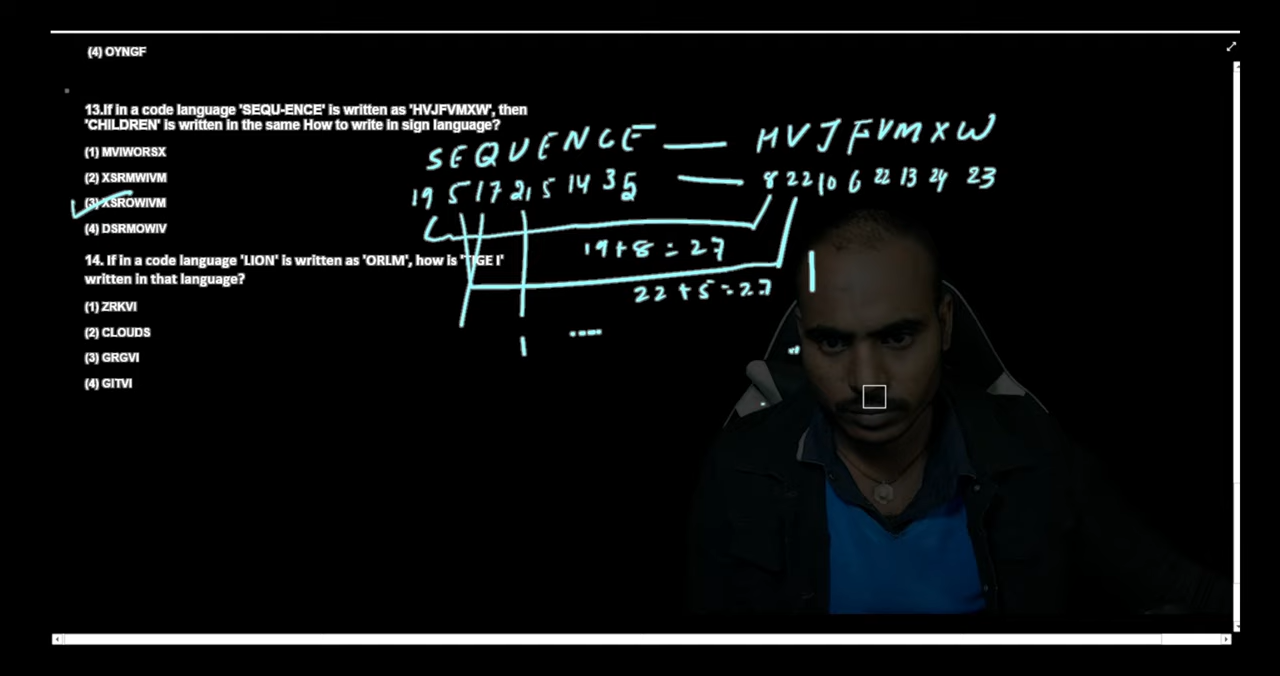 (4) OYNGF
13.If in a code language 'SEQU-ENCE' is written as 'HVJFVMXW', then
'CHILDREN' is written in the same How to write in sign language?
(1) MVIWORSX
(2) XSRMWIVM
(3) XSROWIVM
(4) DSRMOWIV
SEQUENCE — HVJFVMXW
19 5 17 21 5 14 3 5 — 8 22 10 6 22 13 24 23
19+8=27
22+5=27
14. If in a code language 'LION' is written as 'ORLM', how is 'TIGE I'
written in that language?
(1) ZRKVI
(2) CLOUDS
(3) GRGVI
(4) GITVI